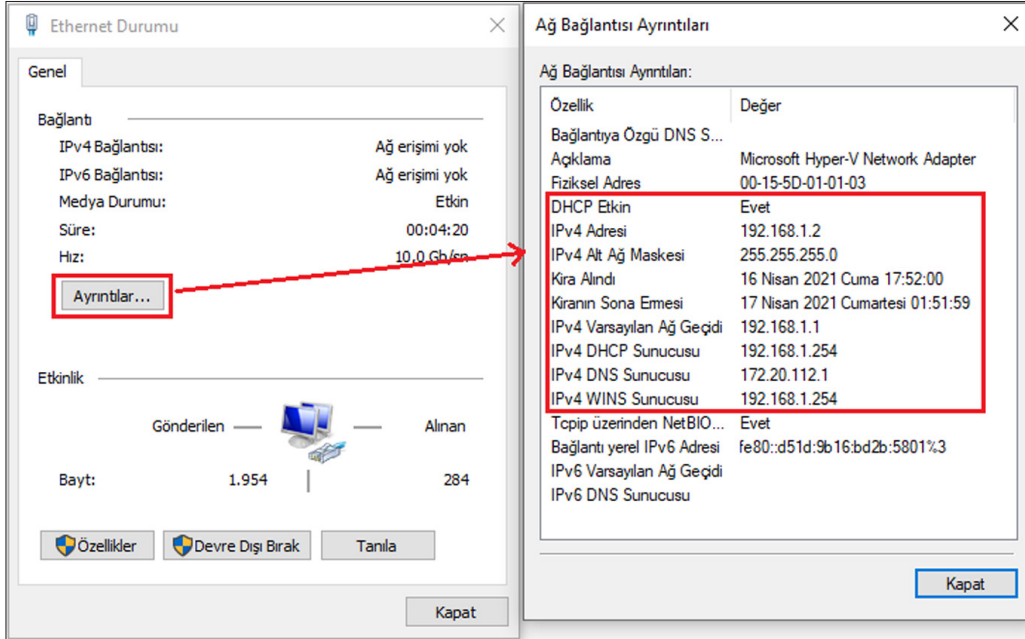 Ethernet Durumu
Genel
Bağlantı
IPv4 Bağlantısı: Ağ erişimi yok
IPv6 Bağlantısı: Ağ erişimi yok
Medya Durumu: Etkin
Süre: 00:04:20
Hız: 10,0 Gb/sn
Ayrıntılar...
Etkinlik
Gönderilen Alınan
Bayt: 1.954 284
Özellikler Devre Dışı Bırak Tanıla
Kapat
Ağ Bağlantısı Ayrıntıları
Ağ Bağlantısı Ayrıntıları:
Özellik Değer
Bağlantıya Özgü DNS S...
Açıklama Microsoft Hyper-V Network Adapter
Fiziksel Adres 00-15-5D-01-01-03
DHCP Etkin Evet
IPv4 Adresi 192.168.1.2
IPv4 Alt Ağ Maskesi 255.255.255.0
Kira Alındı 16 Nisan 2021 Cuma 17:52:00
Kiranın Sona Ermesi 17 Nisan 2021 Cumartesi 01:51:59
IPv4 Varsayılan Ağ Geçidi 192.168.1.1
IPv4 DHCP Sunucusu 192.168.1.254
IPv4 DNS Sunucusu 172.20.112.1
IPv4 WINS Sunucusu 192.168.1.254
Tcpip üzerinden NetBIO... Evet
Bağlantı yerel IPv6 Adresi fe80::d51d:9b16:bd2b:5801%3
IPv6 Varsayılan Ağ Geçidi
IPv6 DNS Sunucusu
Kapat